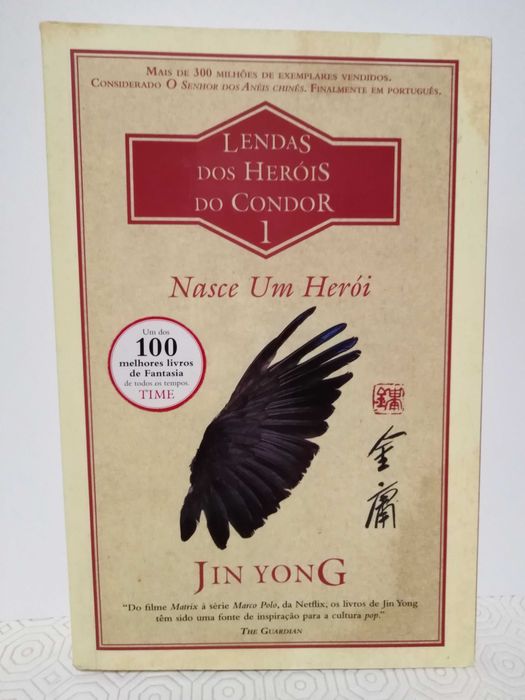 MAIS DE 300 MILHÕES DE EXEMPLARES VENDIDOS.
CONSIDERADO O SENHOR DOS ANÉIS CHINÊS. FINALMENTE EM PORTUGUÊS.
LENDAS
DOS HERÓIS
DO CONDOR
1
Nasce Um Herói
Um dos
100
melhores livros
de Fantasia
de todos os tempos.
TIME
金
庸
JIN YONG
“Do filme Matrix à série Marco Polo, da Netflix, os livros de Jin Yong
têm sido uma fonte de inspiração para a cultura pop.”
THE GUARDIAN